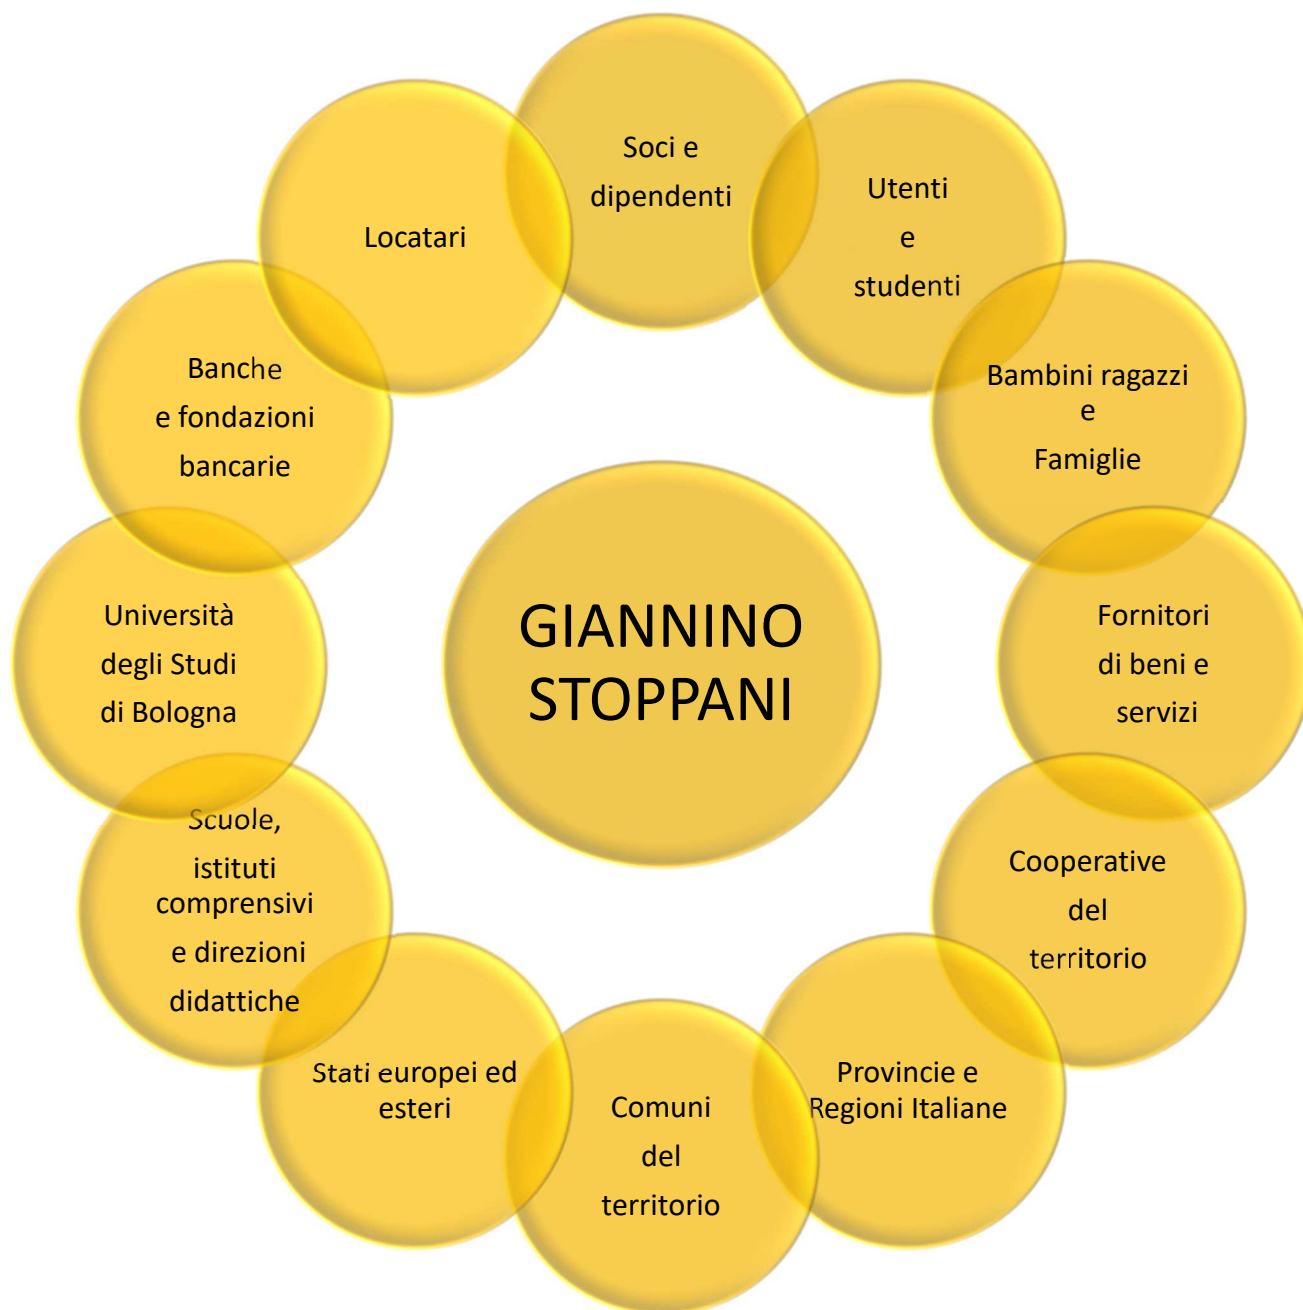 Soci e
dipendenti
Utenti
e
studenti
Bambini ragazzi
e
Famiglie
Fornitori
di beni e
servizi
Cooperative
del
territorio
Provincie e
Regioni Italiane
Comuni
del
territorio
Stati europei ed
esteri
Scuole,
istituti
comprensivi
e direzioni
didattiche
Università
degli Studi
di Bologna
Banche
e fondazioni
bancarie
Locatari
GIANNINO
STOPPANI